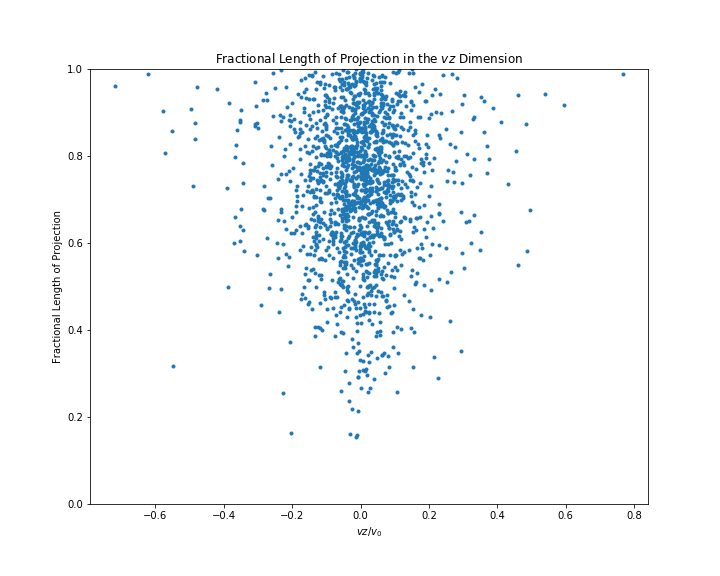 Fractional Length of Projection in the vz Dimension
Fractional Length of Projection
1.0
0.8
0.6
0.4
0.2
0.0
−0.6 −0.4 −0.2 0.0 0.2 0.4 0.6 0.8
vz/v₀